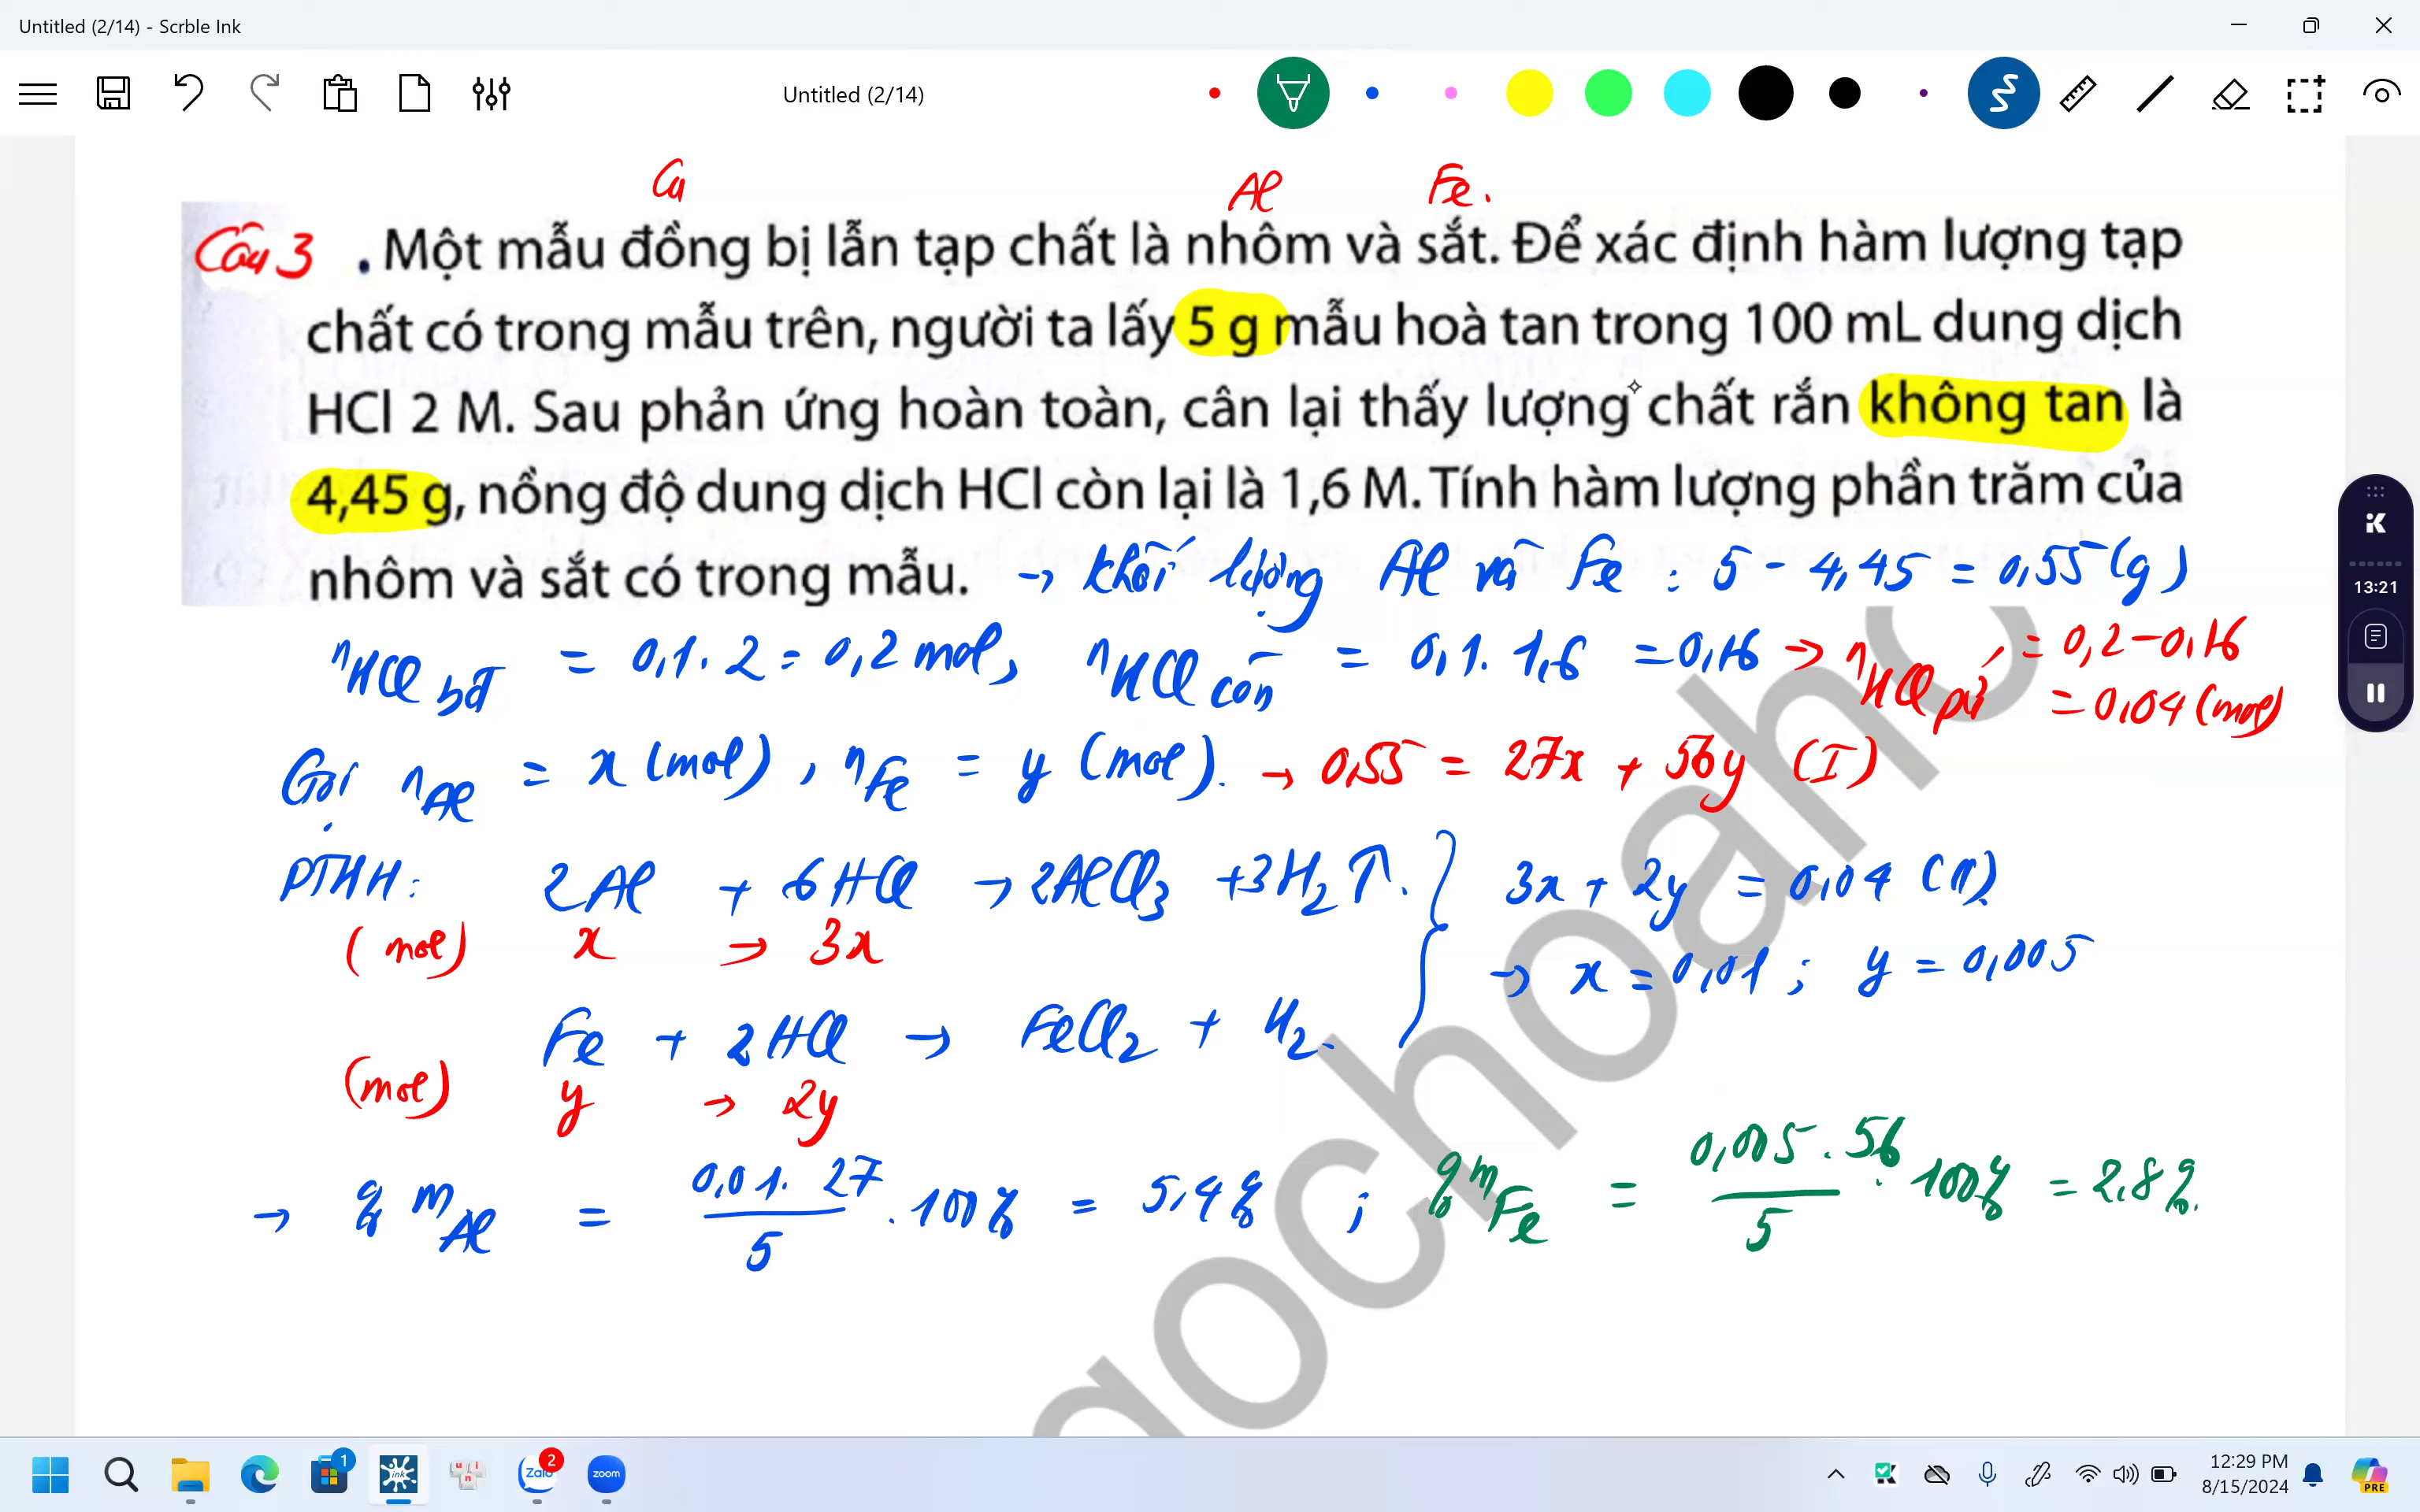 Untitled (2/14) - Scrble Ink
Untitled (2/14)
Cu Al Fe.
Câu 3 . Một mẫu đồng bị lẫn tạp chất là nhôm và sắt. Để xác định hàm lượng tạp
chất có trong mẫu trên, người ta lấy 5 g mẫu hoà tan trong 100 mL dung dịch
HCl 2 M. Sau phản ứng hoàn toàn, cân lại thấy lượng chất rắn không tan là
4,45 g, nồng độ dung dịch HCl còn lại là 1,6 M. Tính hàm lượng phần trăm của
nhôm và sắt có trong mẫu. → khối lượng Al và Fe : 5 - 4,45 = 0,55 (g)
nHCl bđ = 0,1. 2 = 0,2 mol, nHCl còn = 0,1. 1,6 = 0,16 → nHCl pứ = 0,2 - 0,16
= 0,04 (mol)
Gọi nAl = x (mol), nFe = y (mol). → 0,55 = 27x + 56y (I)
PTHH: 2Al + 6HCl → 2AlCl3 + 3H2 ↑. } 3x + 2y = 0,04 (II).
(mol) x → 3x
→ x = 0,01 ; y = 0,005
Fe + 2HCl → FeCl2 + H2.
(mol) y → 2y
→ % mAl = 0,01. 27 / 5 . 100% = 5,4% ; % mFe = 0,005. 56 / 5 . 100% = 2,8%.
gochoaho
13:21
1
2
Zalo
zoom
ink
12:29 PM
8/15/2024
PRE